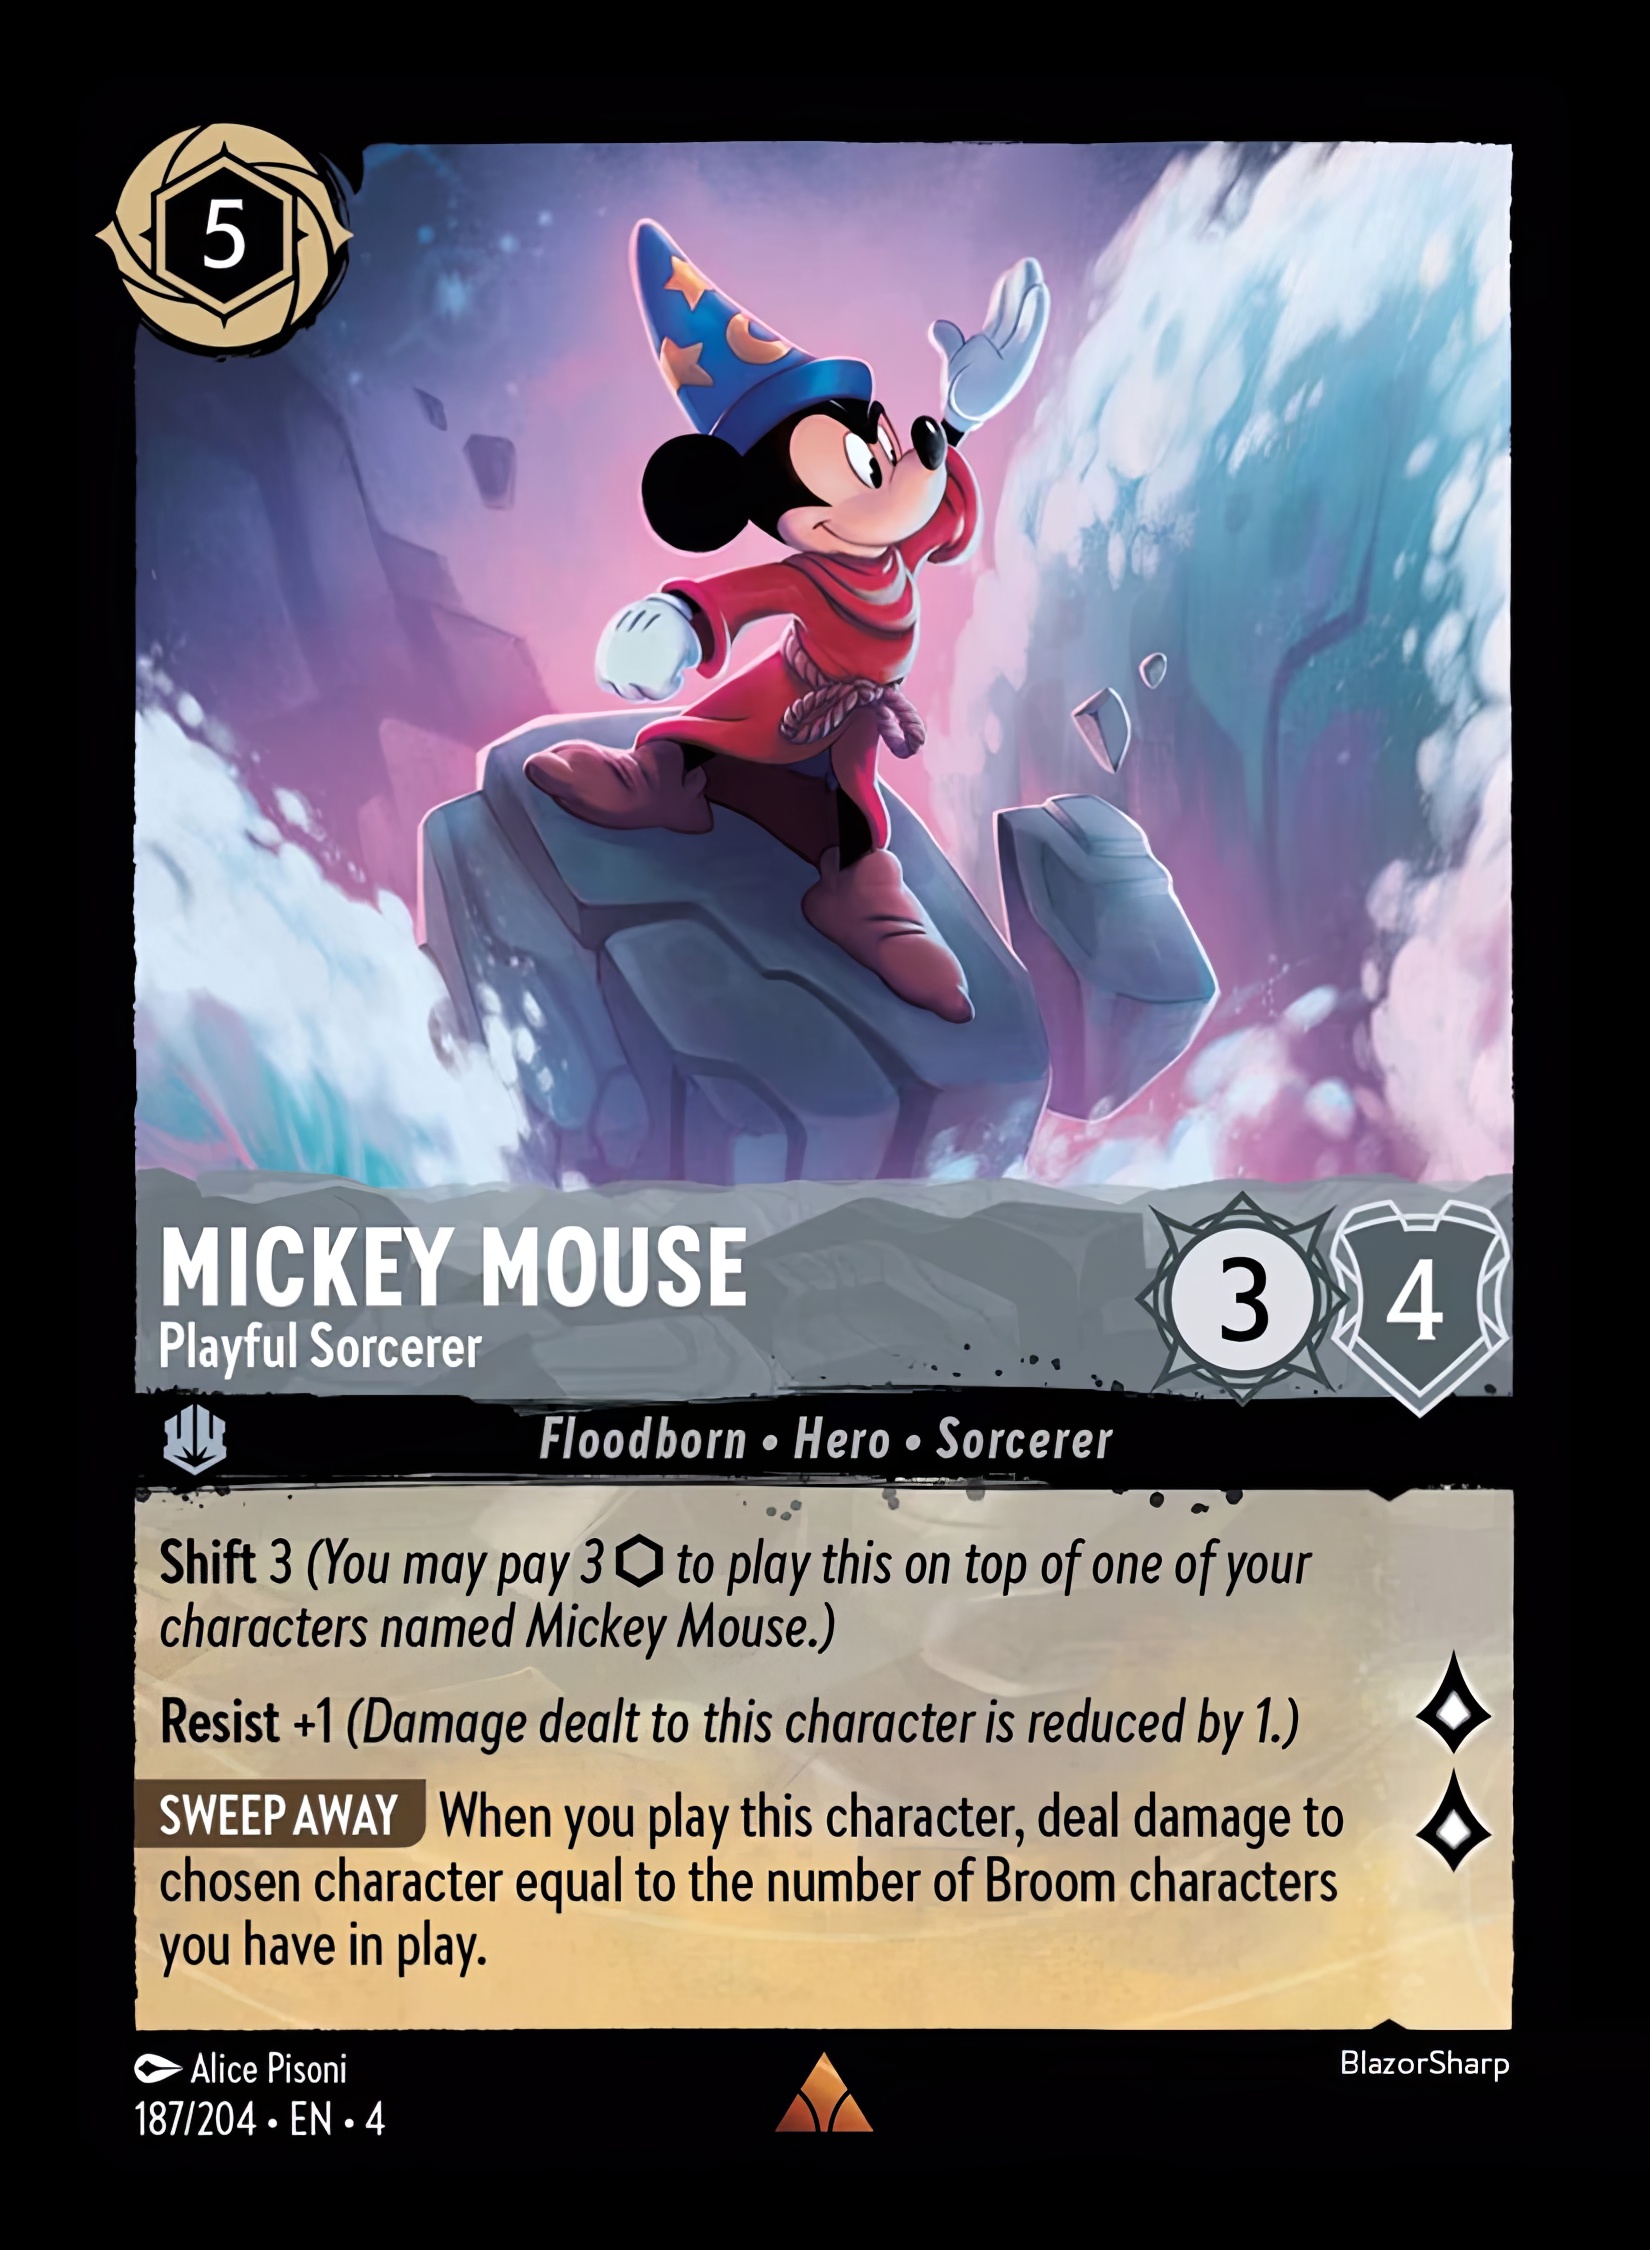 5
MICKEY MOUSE
Playful Sorcerer
3
4
Floodborn • Hero • Sorcerer
Shift 3 (You may pay 3 ⬡ to play this on top of one of your
characters named Mickey Mouse.)
Resist +1 (Damage dealt to this character is reduced by 1.)
SWEEP AWAY When you play this character, deal damage to
chosen character equal to the number of Broom characters
you have in play.
Alice Pisoni
BlazorSharp
187/204 • EN • 4